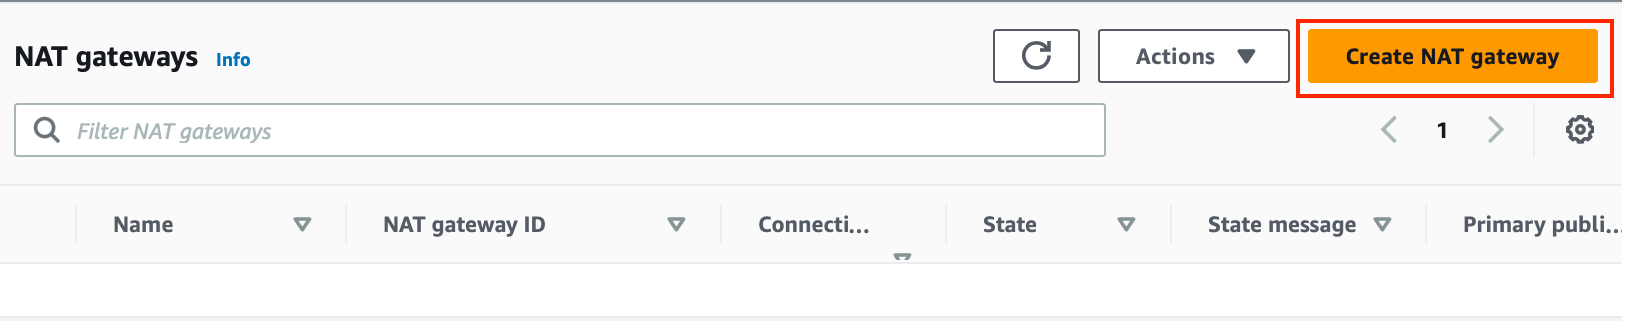 NAT gateways Info
Actions
Create NAT gateway
Filter NAT gateways
1
Name NAT gateway ID Connecti... State State message Primary publi...